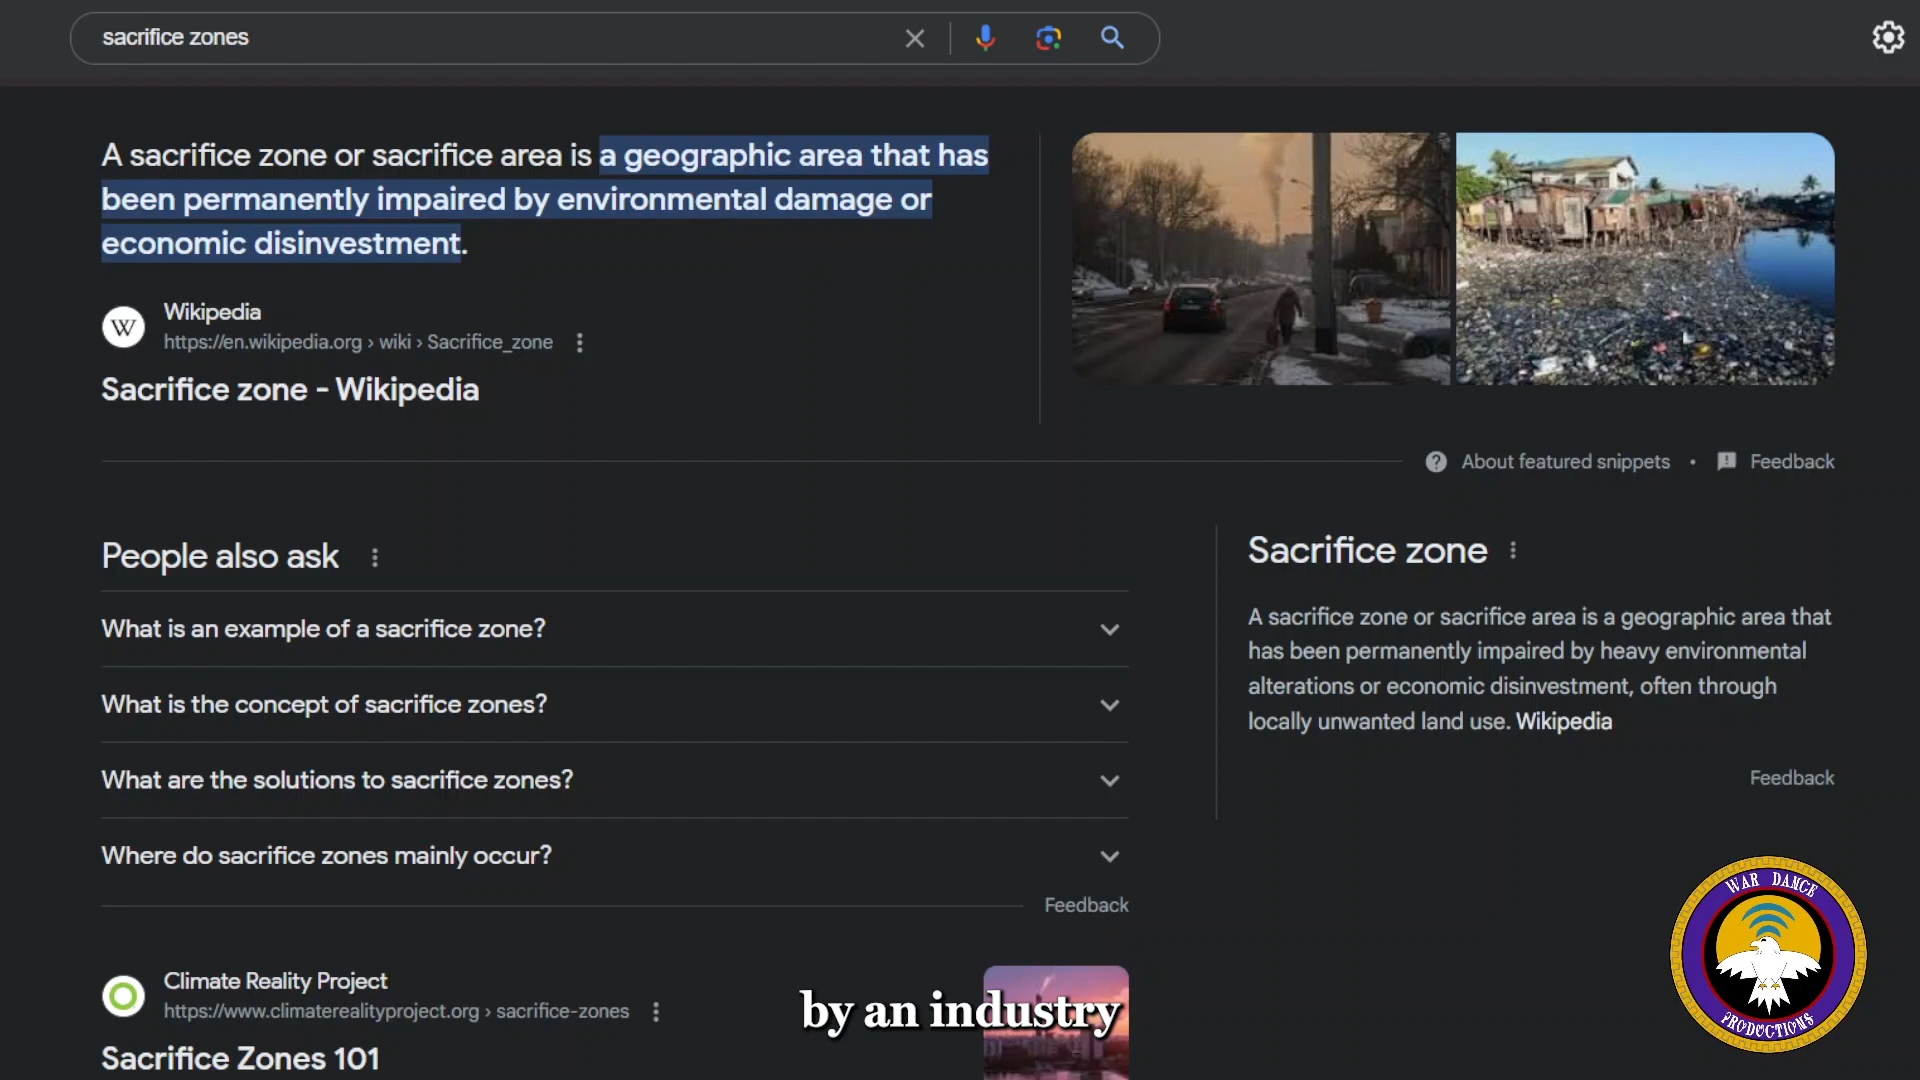 sacrifice zones
A sacrifice zone or sacrifice area is a geographic area that has
been permanently impaired by environmental damage or
economic disinvestment.
W
Wikipedia
https://en.wikipedia.org › wiki › Sacrifice_zone
Sacrifice zone - Wikipedia
About featured snippets • Feedback
People also ask
What is an example of a sacrifice zone?
What is the concept of sacrifice zones?
What are the solutions to sacrifice zones?
Where do sacrifice zones mainly occur?
Feedback
Sacrifice zone
A sacrifice zone or sacrifice area is a geographic area that
has been permanently impaired by heavy environmental
alterations or economic disinvestment, often through
locally unwanted land use. Wikipedia
Feedback
Climate Reality Project
https://www.climaterealityproject.org › sacrifice-zones
Sacrifice Zones 101
by an industry
WAR DANCE
PRODUCTIONS